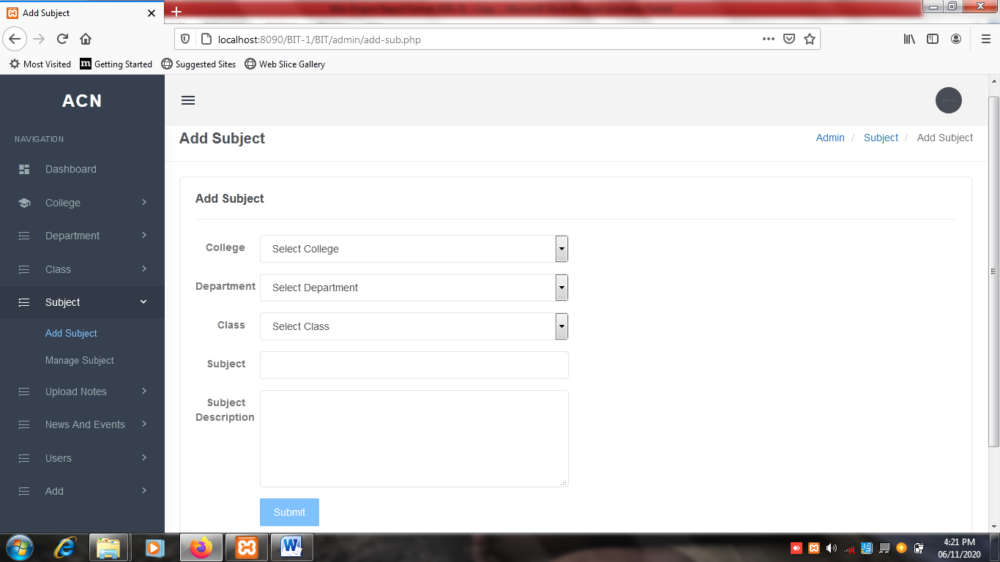 Add Subject
localhost:8090/BIT-1/BIT/admin/add-sub.php
Most Visited
Getting Started
Suggested Sites
Web Slice Gallery
ACN
NAVIGATION
Dashboard
College
Department
Class
Subject
Add Subject
Manage Subject
Upload Notes
News And Events
Users
Add
Add Subject
Admin / Subject / Add Subject
Add Subject
College
Select College
Department
Select Department
Class
Select Class
Subject
Subject
Description
Submit
4:21 PM
06/11/2020